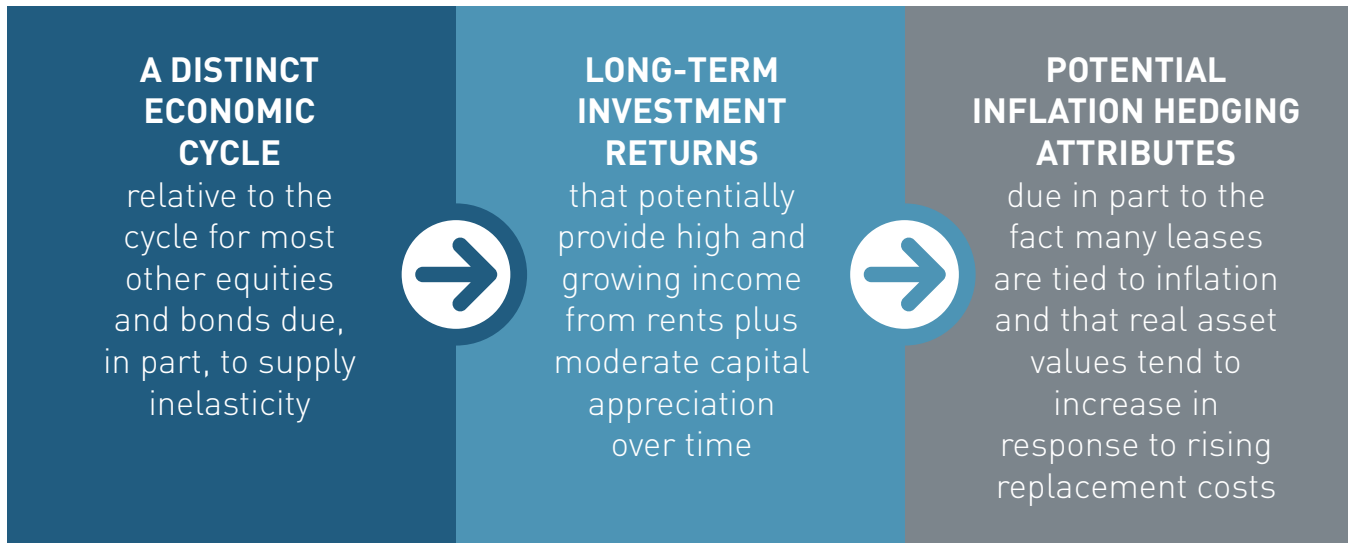 A DISTINCT
ECONOMIC
CYCLE
relative to the
cycle for most
other equities
and bonds due,
in part, to supply
inelasticity
LONG-TERM
INVESTMENT
RETURNS
that potentially
provide high and
growing income
from rents plus
moderate capital
appreciation
over time
POTENTIAL
INFLATION HEDGING
ATTRIBUTES
due in part to the
fact many leases
are tied to inflation
and that real asset
values tend to
increase in
response to rising
replacement costs